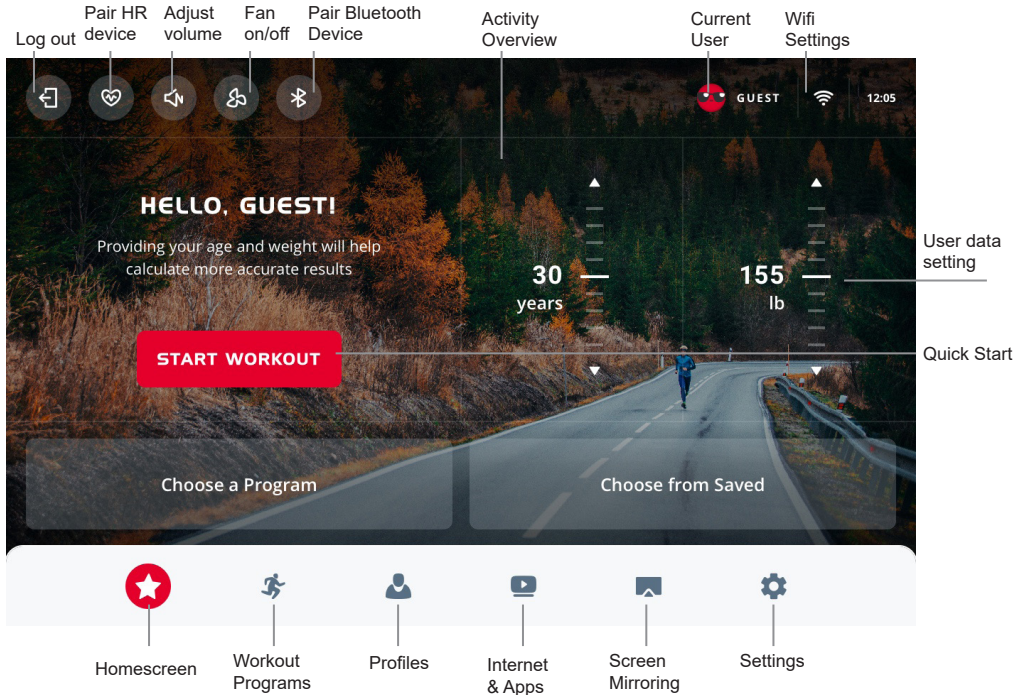 Log out
Pair HR
device
Adjust
volume
Fan
on/off
Pair Bluetooth
Device
Activity
Overview
Current
User
Wifi
Settings
GUEST
12:05
HELLO, GUEST!
Providing your age and weight will help
calculate more accurate results
30
years
155
lb
User data
setting
START WORKOUT
Quick Start
Choose a Program
Choose from Saved
Homescreen
Workout
Programs
Profiles
Internet
& Apps
Screen
Mirroring
Settings